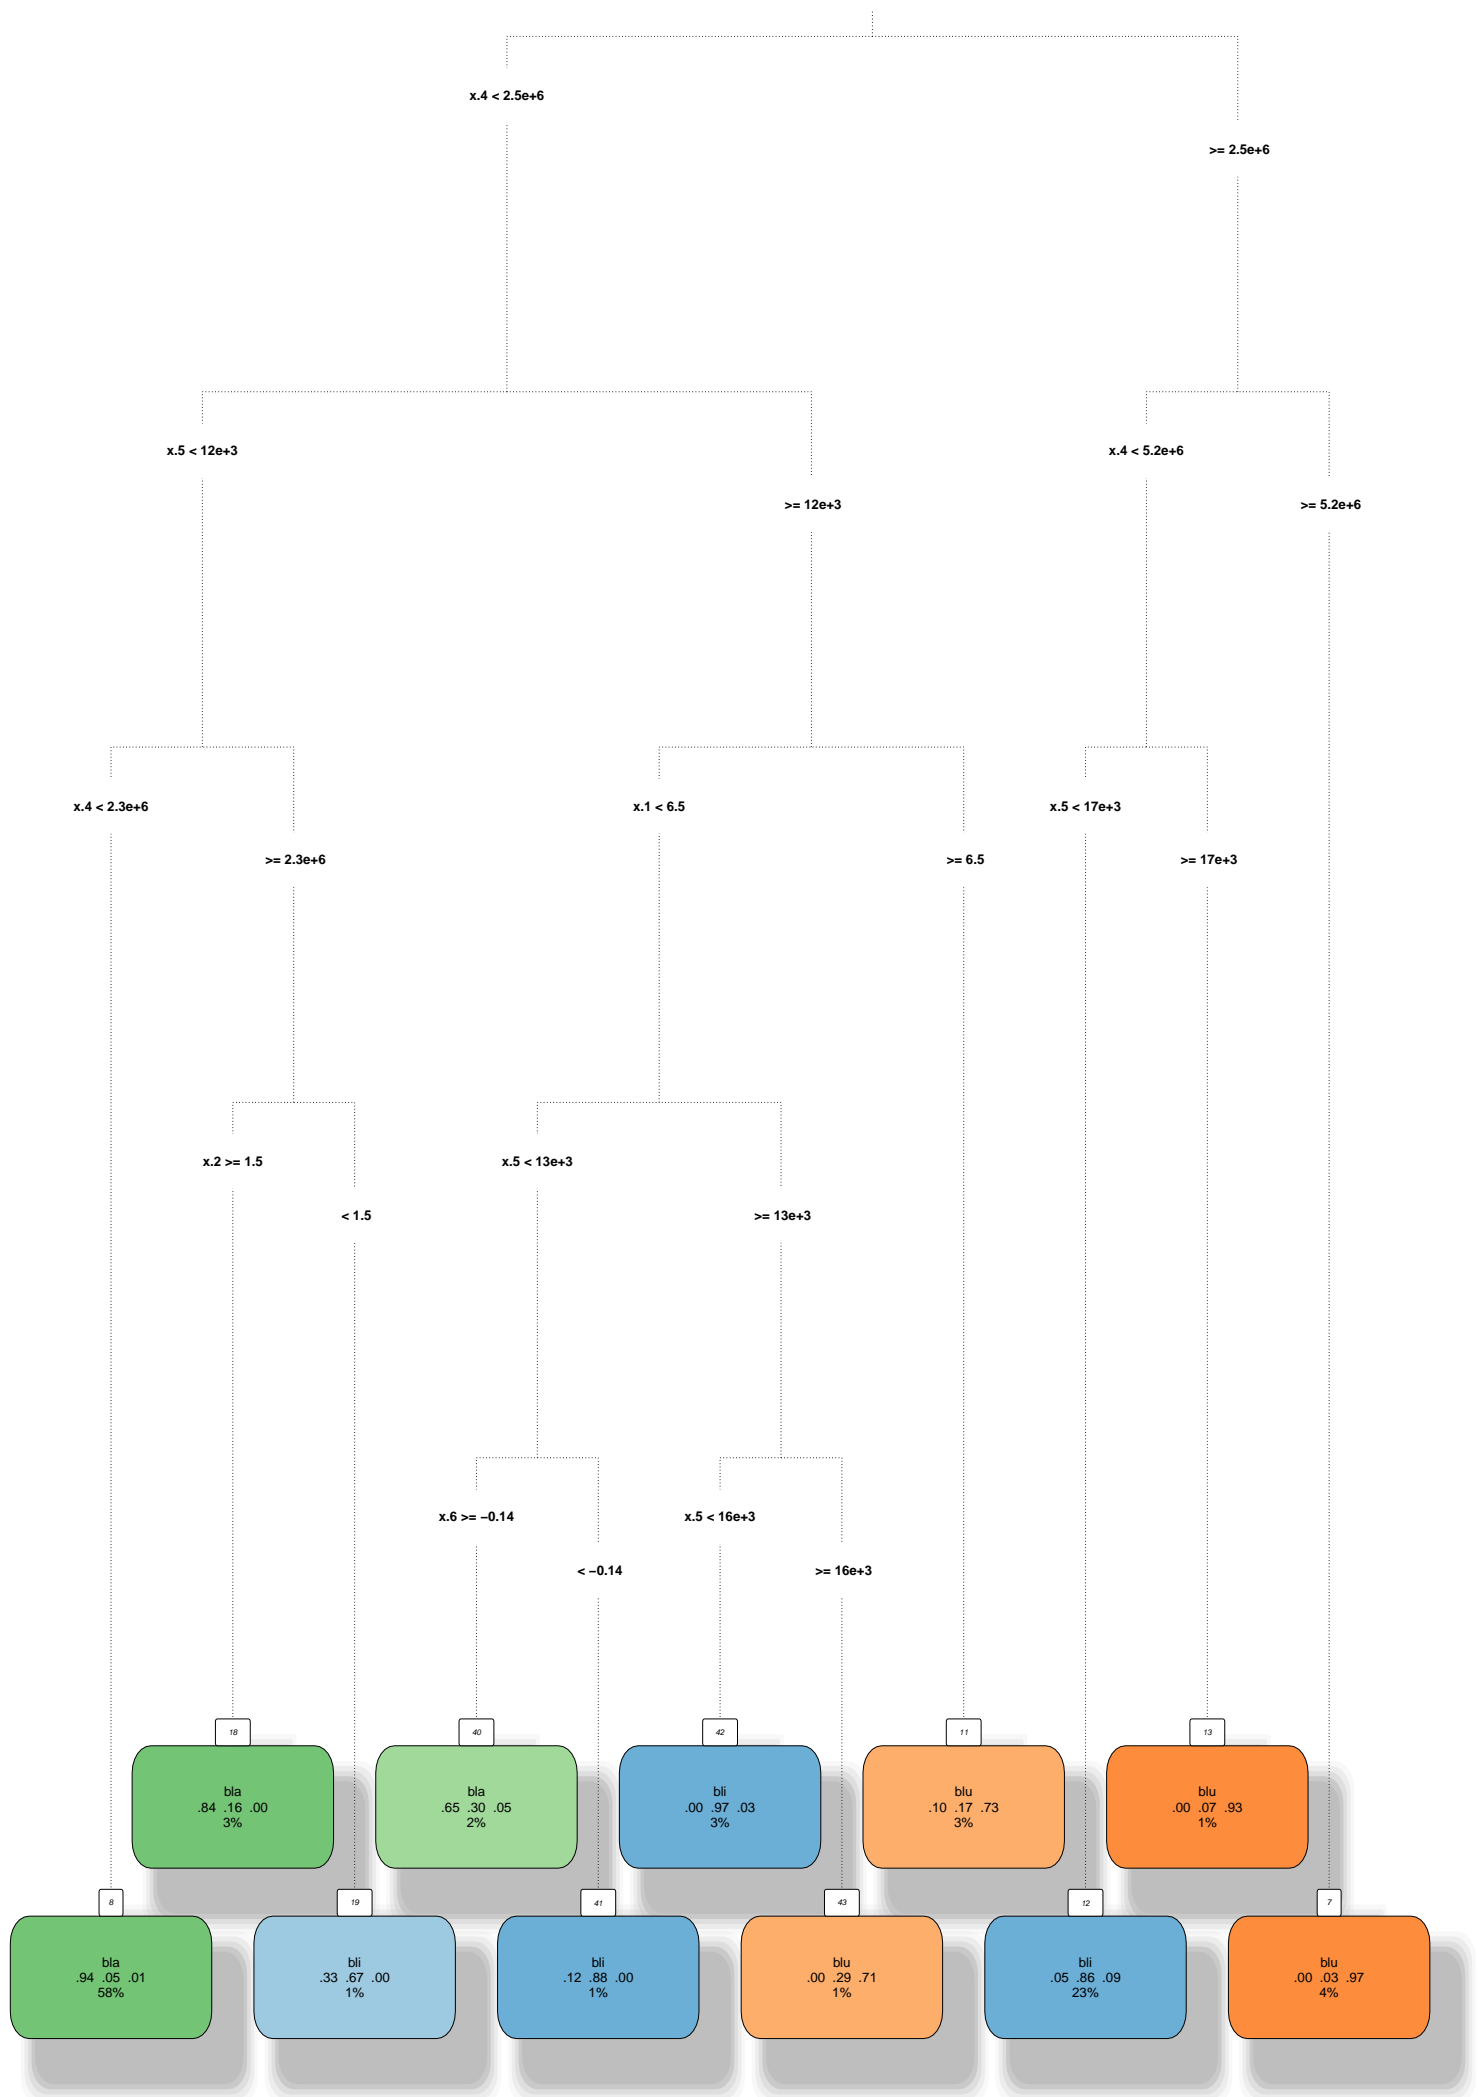 x.4 < 2.5e+6
>= 2.5e+6
x.5 < 12e+3
x.4 < 5.2e+6
>= 12e+3
>= 5.2e+6
x.4 < 2.3e+6
x.1 < 6.5
x.5 < 17e+3
>= 2.3e+6
>= 6.5
>= 17e+3
x.2 >= 1.5
x.5 < 13e+3
< 1.5
>= 13e+3
x.6 >= −0.14
x.5 < 16e+3
< −0.14
>= 16e+3
18
bla
.84 .16 .00
3%
40
bla
.65 .30 .05
2%
42
bli
.00 .97 .03
3%
11
blu
.10 .17 .73
3%
13
blu
.00 .07 .93
1%
8
bla
.94 .05 .01
58%
19
bli
.33 .67 .00
1%
41
bli
.12 .88 .00
1%
43
blu
.00 .29 .71
1%
12
bli
.05 .86 .09
23%
7
blu
.00 .03 .97
4%